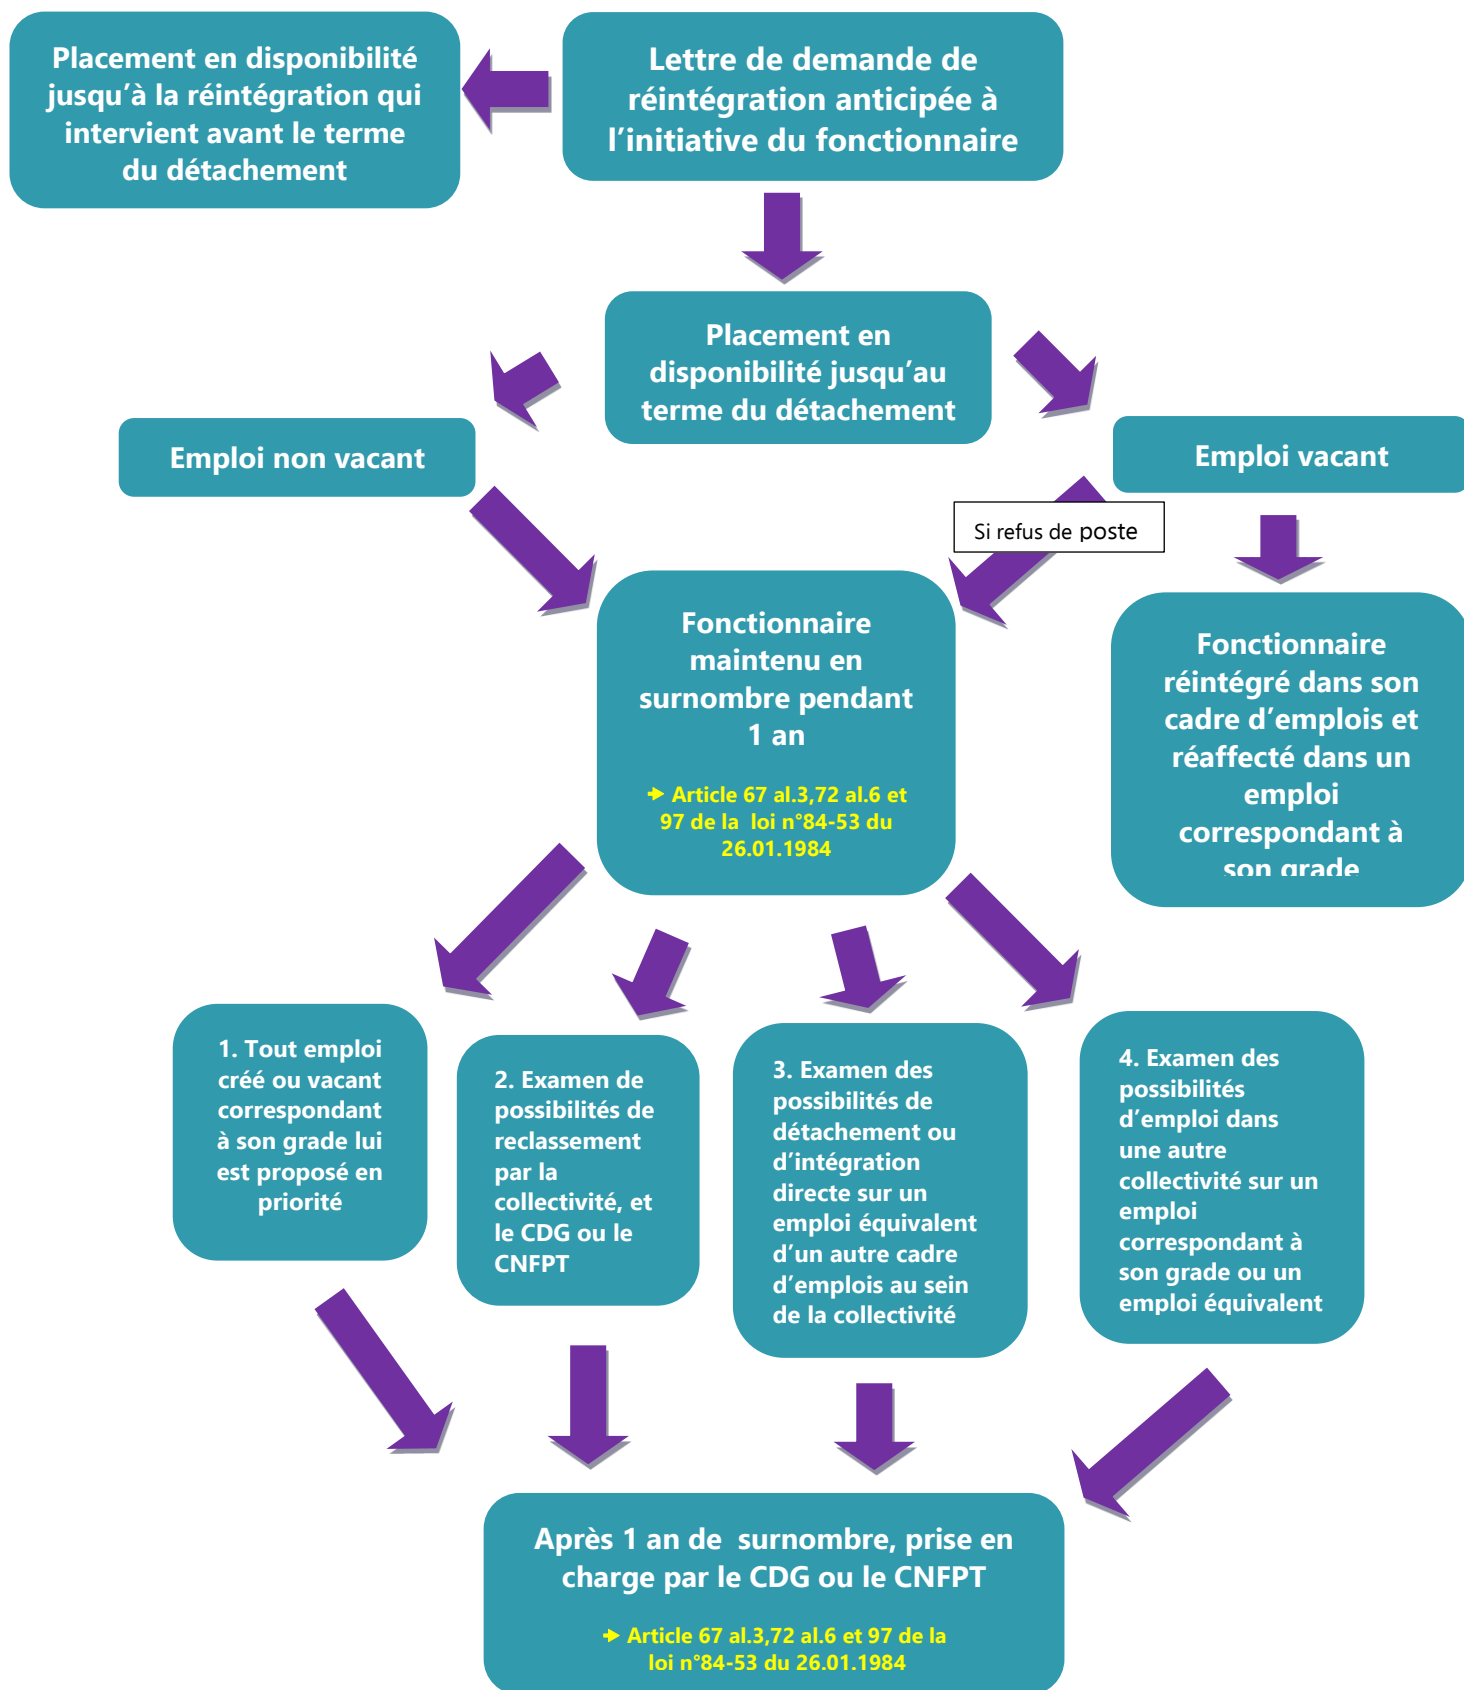 Placement en disponibilité
jusqu’à la réintégration qui
intervient avant le terme
du détachement
Lettre de demande de
réintégration anticipée à
l’initiative du fonctionnaire
Placement en
disponibilité jusqu’au
terme du détachement
Emploi non vacant
Emploi vacant
Si refus de poste
Fonctionnaire
maintenu en
surnombre pendant
1 an
➧ Article 67 al.3,72 al.6 et
97 de la loi n°84-53 du
26.01.1984
Fonctionnaire
réintégré dans son
cadre d’emplois et
réaffecté dans un
emploi
correspondant à
son grade
1. Tout emploi
créé ou vacant
correspondant
à son grade lui
est proposé en
priorité
2. Examen de
possibilités de
reclassement
par la
collectivité, et
le CDG ou le
CNFPT
3. Examen des
possibilités de
détachement ou
d’intégration
directe sur un
emploi équivalent
d’un autre cadre
d’emplois au sein
de la collectivité
4. Examen des
possibilités
d’emploi dans
une autre
collectivité sur un
emploi
correspondant à
son grade ou un
emploi équivalent
Après 1 an de surnombre, prise en
charge par le CDG ou le CNFPT
➧ Article 67 al.3,72 al.6 et 97 de la
loi n°84-53 du 26.01.1984